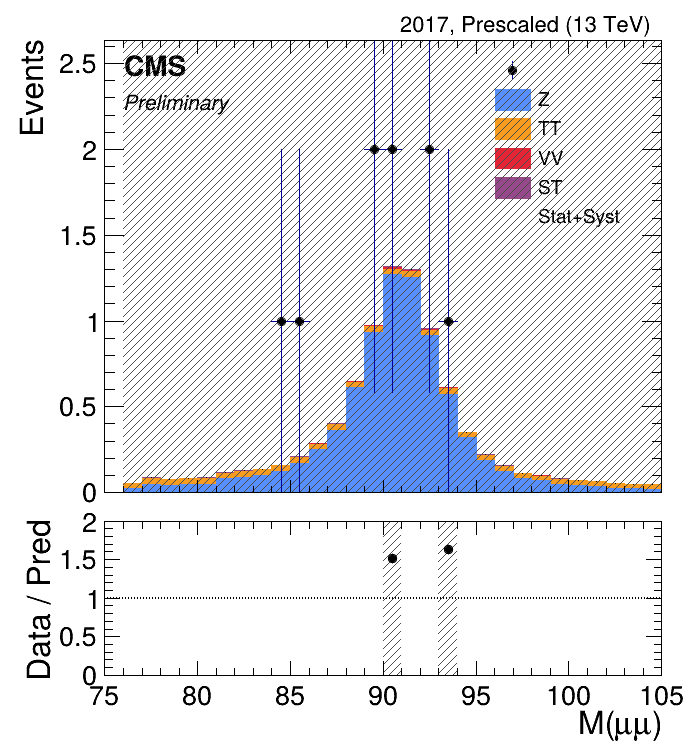 2017, Prescaled (13 TeV)
Events
CMS
Preliminary
Z
TT
VV
ST
Stat+Syst
2.5
2
1.5
1
0.5
0
Data / Pred
2
1.5
1
0.5
0
75 80 85 90 95 100 105
M(μμ)